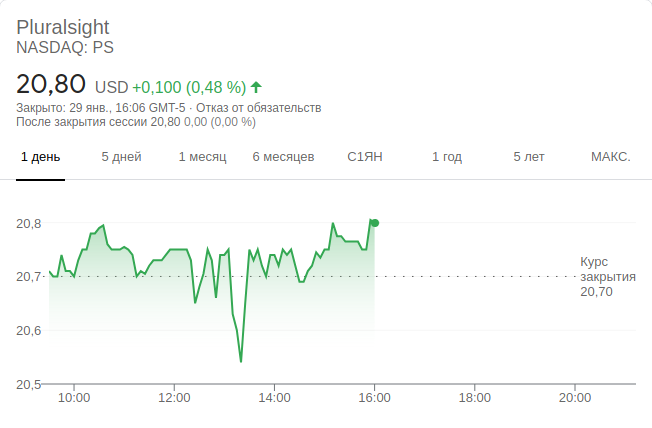 Pluralsight
NASDAQ: PS
20,80 USD +0,100 (0,48 %)
Закрыто: 29 янв., 16:06 GMT-5 · Отказ от обязательств
После закрытия сессии 20,80 0,00 (0,00 %)
1 день 5 дней 1 месяц 6 месяцев С1ЯН 1 год 5 лет МАКС.
20,8
20,7
20,6
20,5
Курс
закрытия
20,70
10:00 12:00 14:00 16:00 18:00 20:00